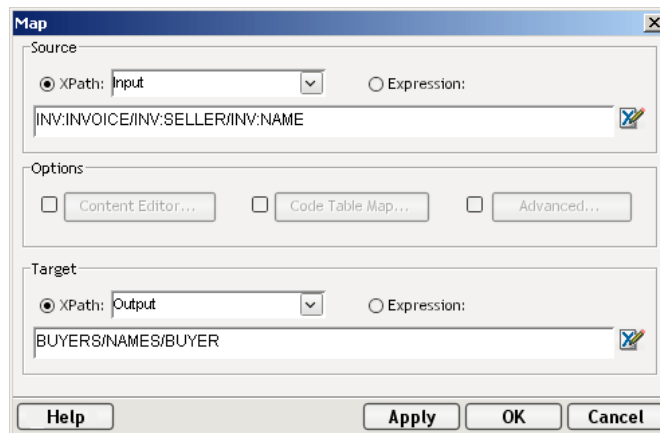 Map
Source
XPath: Input Expression:
INV:INVOICE/INV:SELLER/INV:NAME
Options
Content Editor... Code Table Map... Advanced...
Target
XPath: Output Expression:
BUYERS/NAMES/BUYER
Help Apply OK Cancel